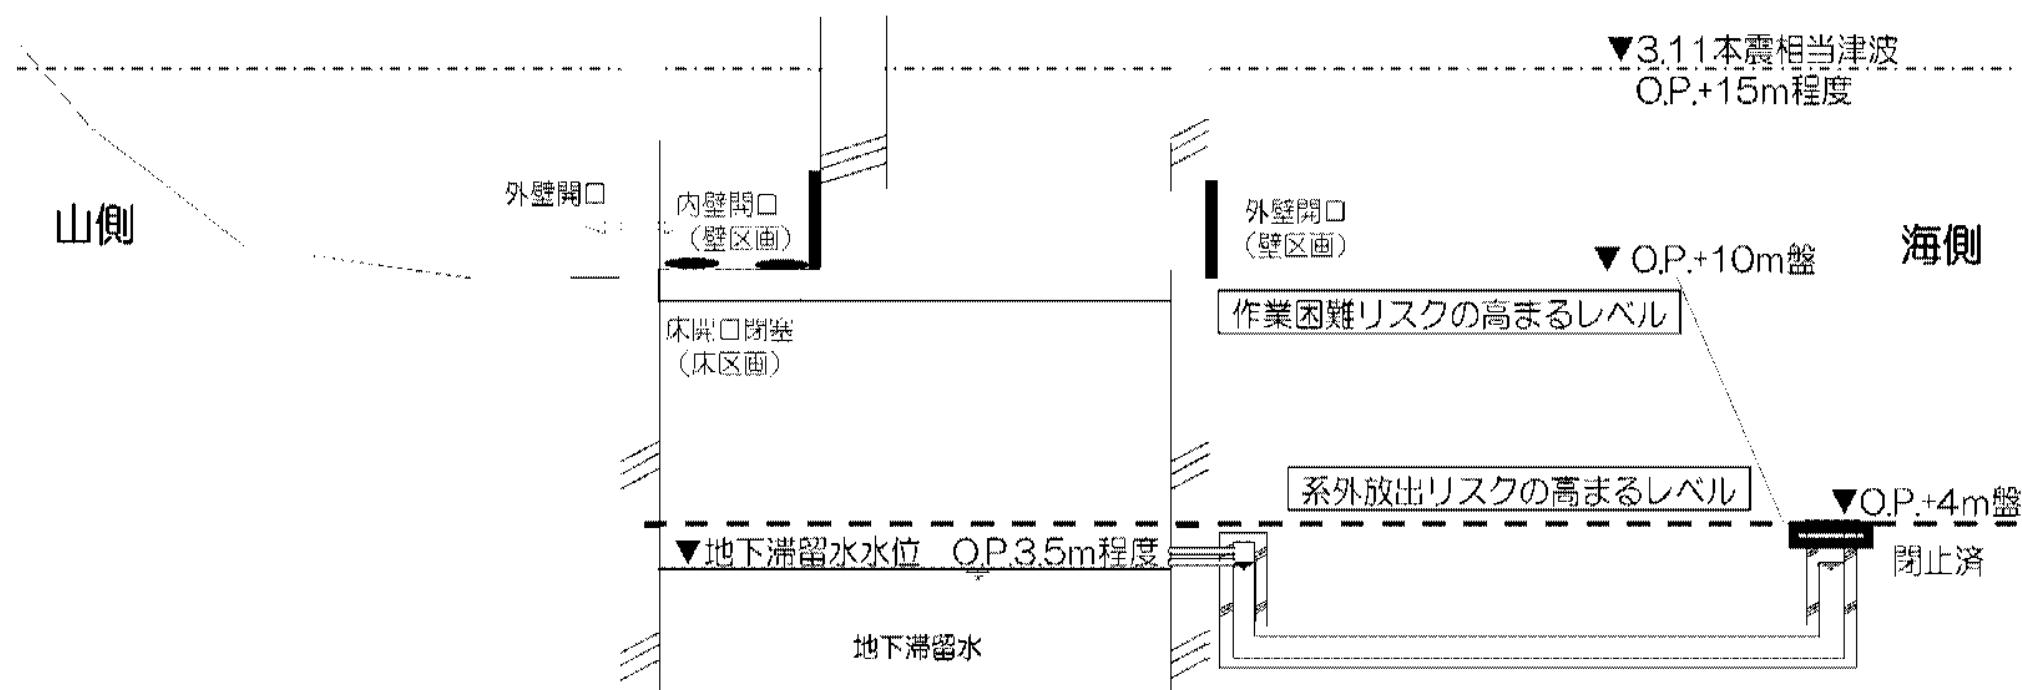 ▼3.11本震相当津波
O.P.+15m程度
山側
外壁開口
内壁開口
（壁区画）
外壁開口
（壁区画）
▼ O.P.+10m盤
海側
作業困難リスクの高まるレベル
床開口閉塞
（床区画）
系外放出リスクの高まるレベル
▼O.P.+4m盤
▼地下滞留水水位 O.P.3.5m程度
閉止済
地下滞留水